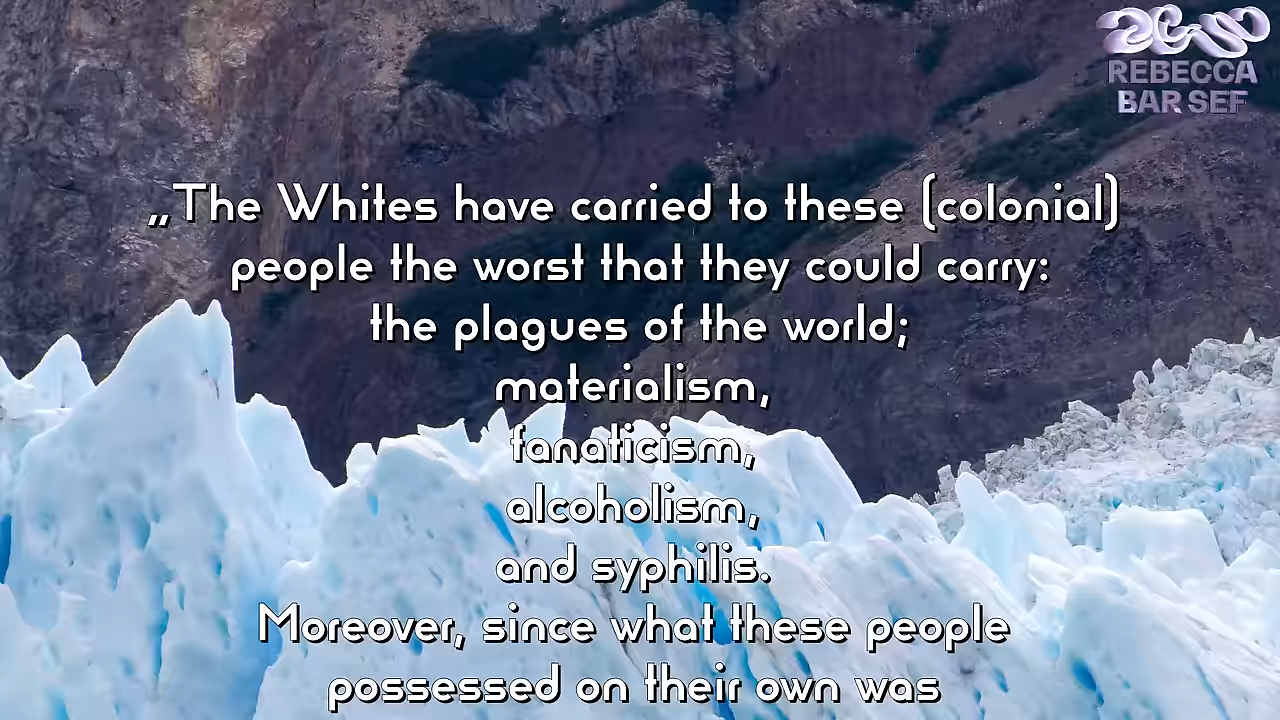 REBECCA
BAR SEF
„The Whites have carried to these (colonial)
people the worst that they could carry:
the plagues of the world;
materialism,
fanaticism,
alcoholism,
and syphilis.
Moreover, since what these people
possessed on their own was